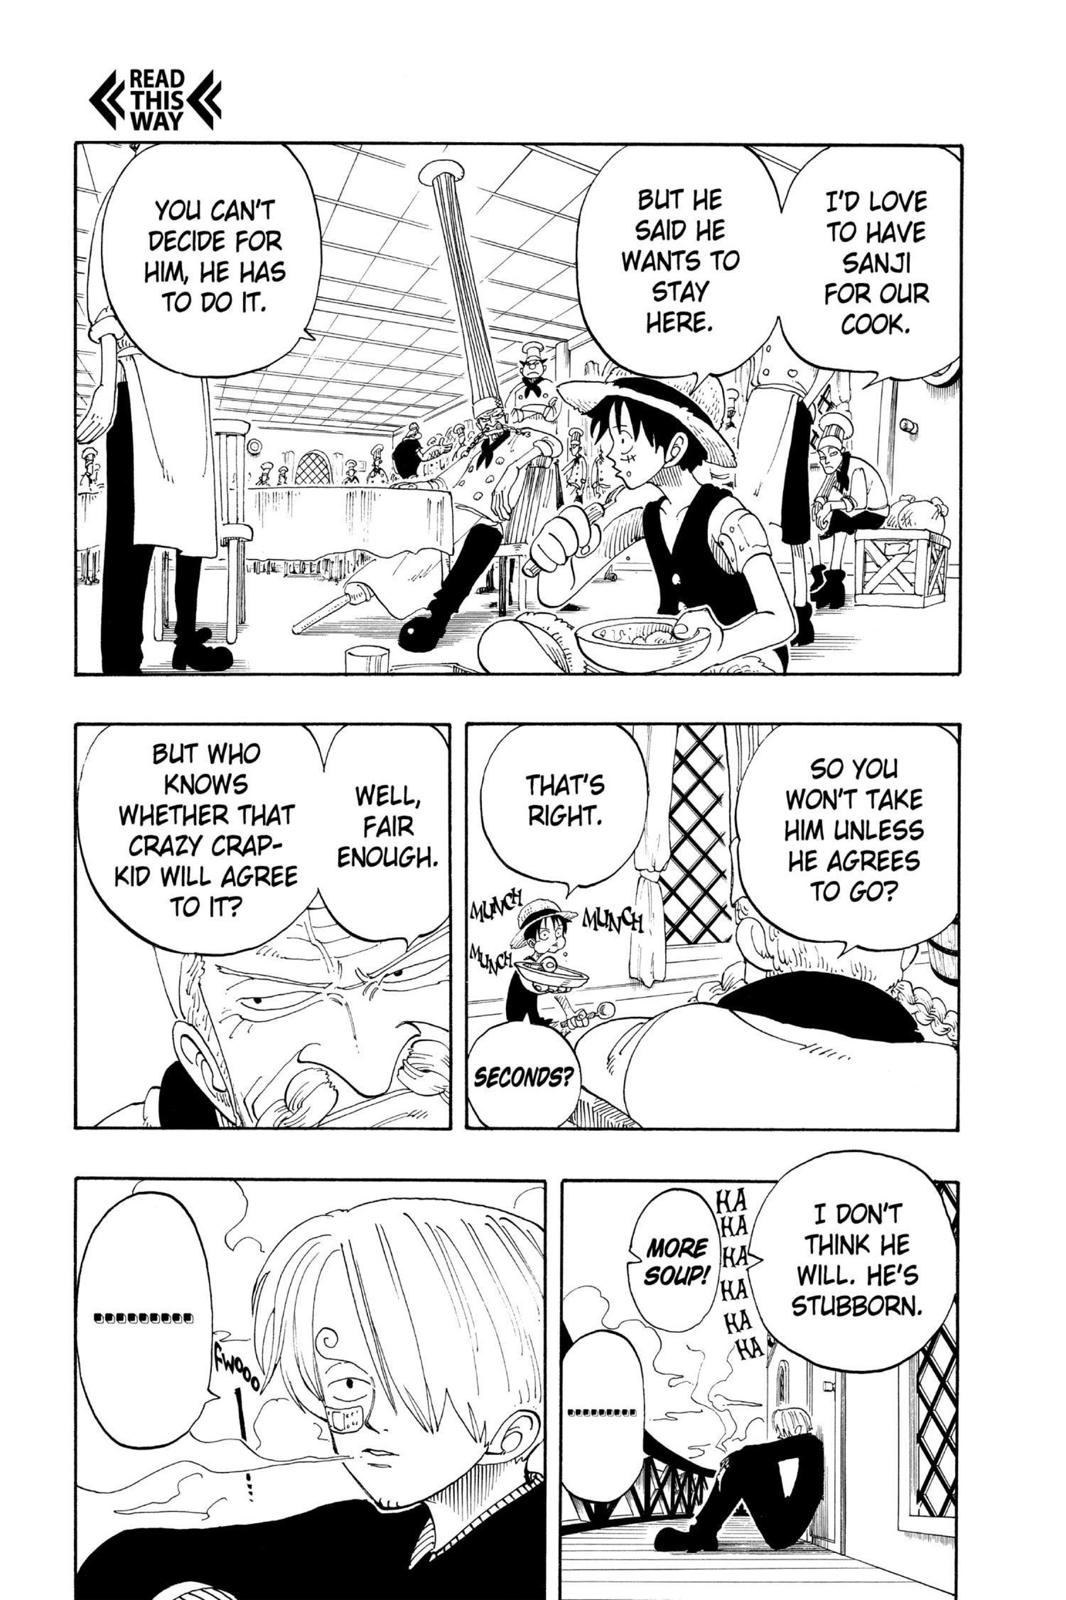 READ
THIS
WAY
I'D LOVE
TO HAVE
SANJI
FOR OUR
COOK.
BUT HE
SAID HE
WANTS TO
STAY
HERE.
YOU CAN'T
DECIDE FOR
HIM, HE HAS
TO DO IT.
SO YOU
WON'T TAKE
HIM UNLESS
HE AGREES
TO GO?
THAT'S
RIGHT.
MUNCH
MUNCH
MUNCH
SECONDS?
WELL,
FAIR
ENOUGH.
BUT WHO
KNOWS
WHETHER THAT
CRAZY CRAP-
KID WILL AGREE
TO IT?
I DON'T
THINK HE
WILL. HE'S
STUBBORN.
HA
HA
HA
HA
HA
HA
MORE
SOUP!
..........
.........
FWOOO